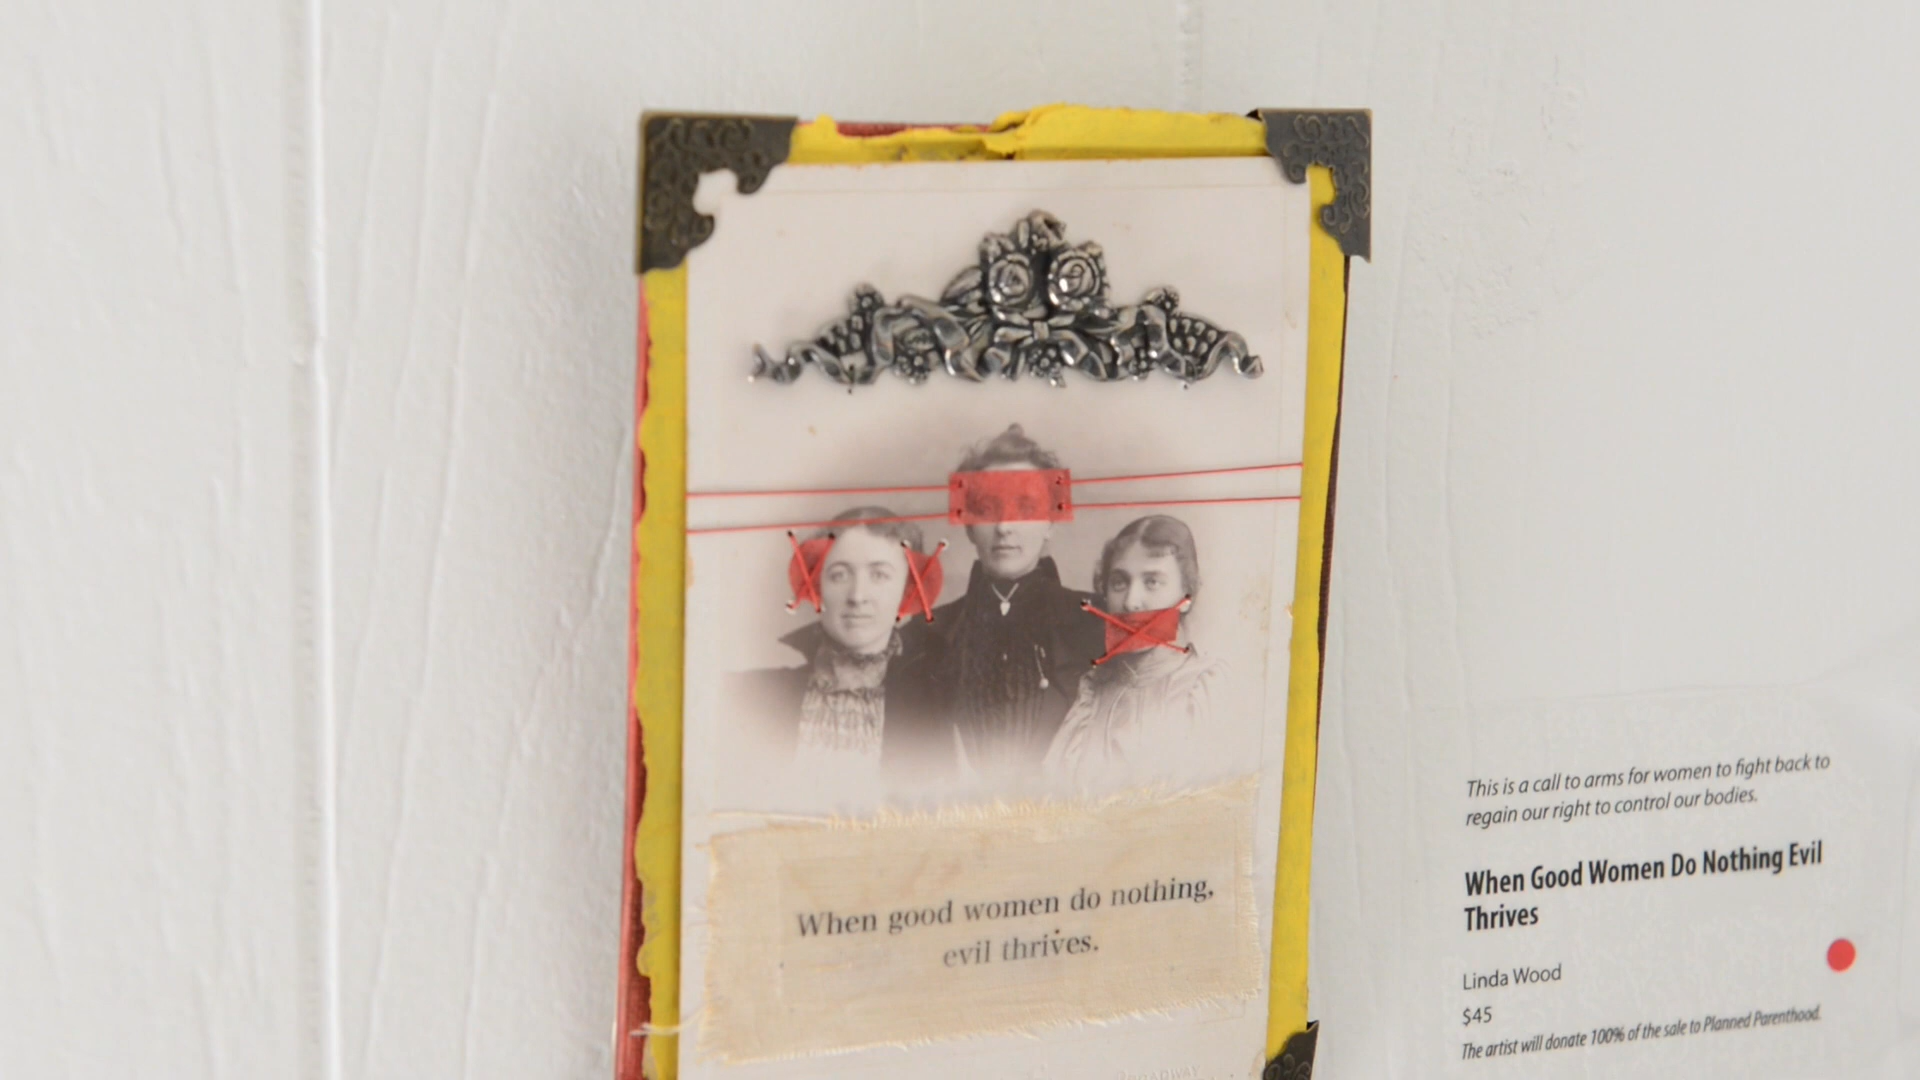 When good women do nothing,
evil thrives.
BROADWAY
This is a call to arms for women to fight back to
regain our right to control our bodies.
When Good Women Do Nothing Evil
Thrives
Linda Wood
$45
The artist will donate 100% of the sale to Planned Parenthood.